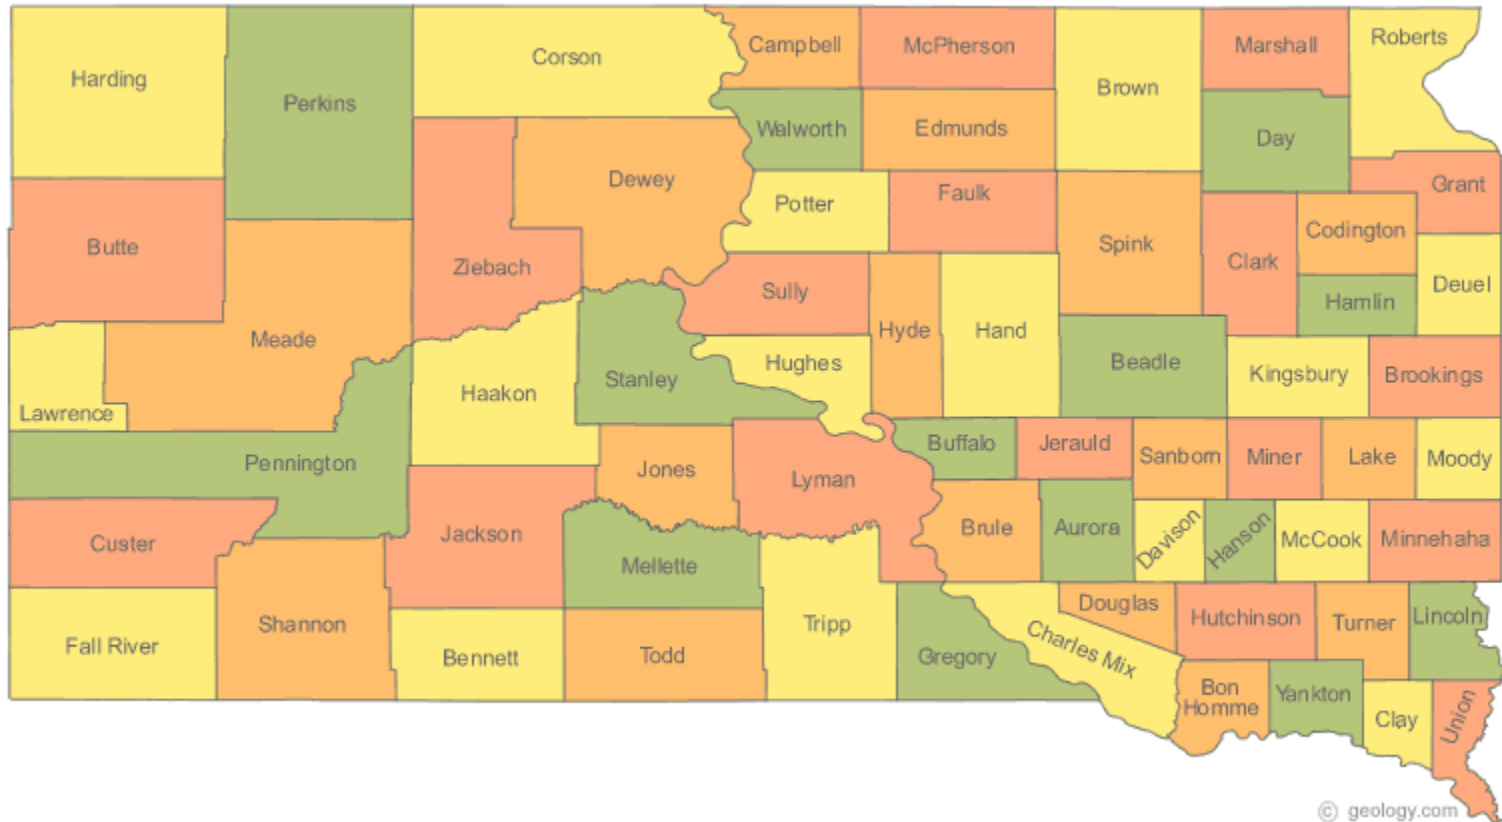 Harding
Perkins
Corson
Campbell
McPherson
Brown
Marshall
Roberts
Walworth
Edmunds
Day
Dewey
Potter
Faulk
Grant
Butte
Ziebach
Spink
Clark
Codington
Sully
Deuel
Hamlin
Meade
Hyde
Hand
Hughes
Beadle
Kingsbury
Brookings
Stanley
Haakon
Lawrence
Pennington
Buffalo
Jerauld
Sanborn
Miner
Lake
Moody
Jones
Lyman
Custer
Jackson
Brule
Aurora
Davison
Hanson
McCook
Minnehaha
Mellette
Fall River
Shannon
Bennett
Todd
Tripp
Gregory
Charles Mix
Douglas
Hutchinson
Turner
Lincoln
Bon
Homme
Yankton
Clay
Union
© geology.com